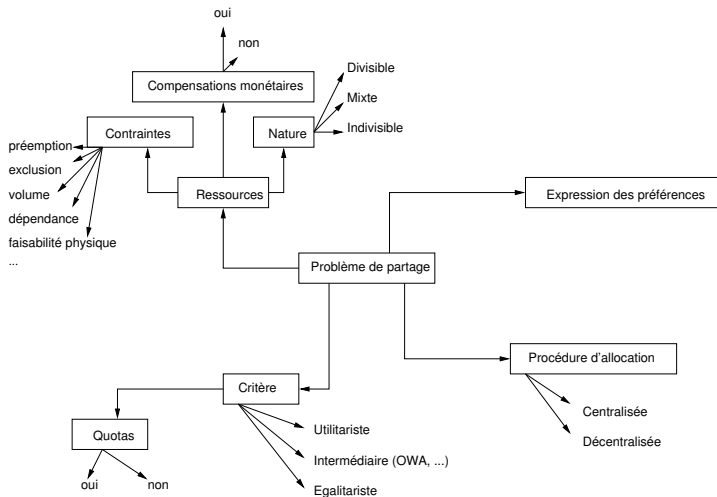 oui
non
Compensations monétaires
Divisible
Mixte
Indivisible
Contraintes
Nature
préemption
exclusion
volume
dépendance
faisabilité physique
...
Ressources
Expression des préférences
Problème de partage
Procédure d'allocation
Centralisée
Décentralisée
Critère
Quotas
oui
non
Utilitariste
Intermédiaire (OWA, ...)
Egalitariste